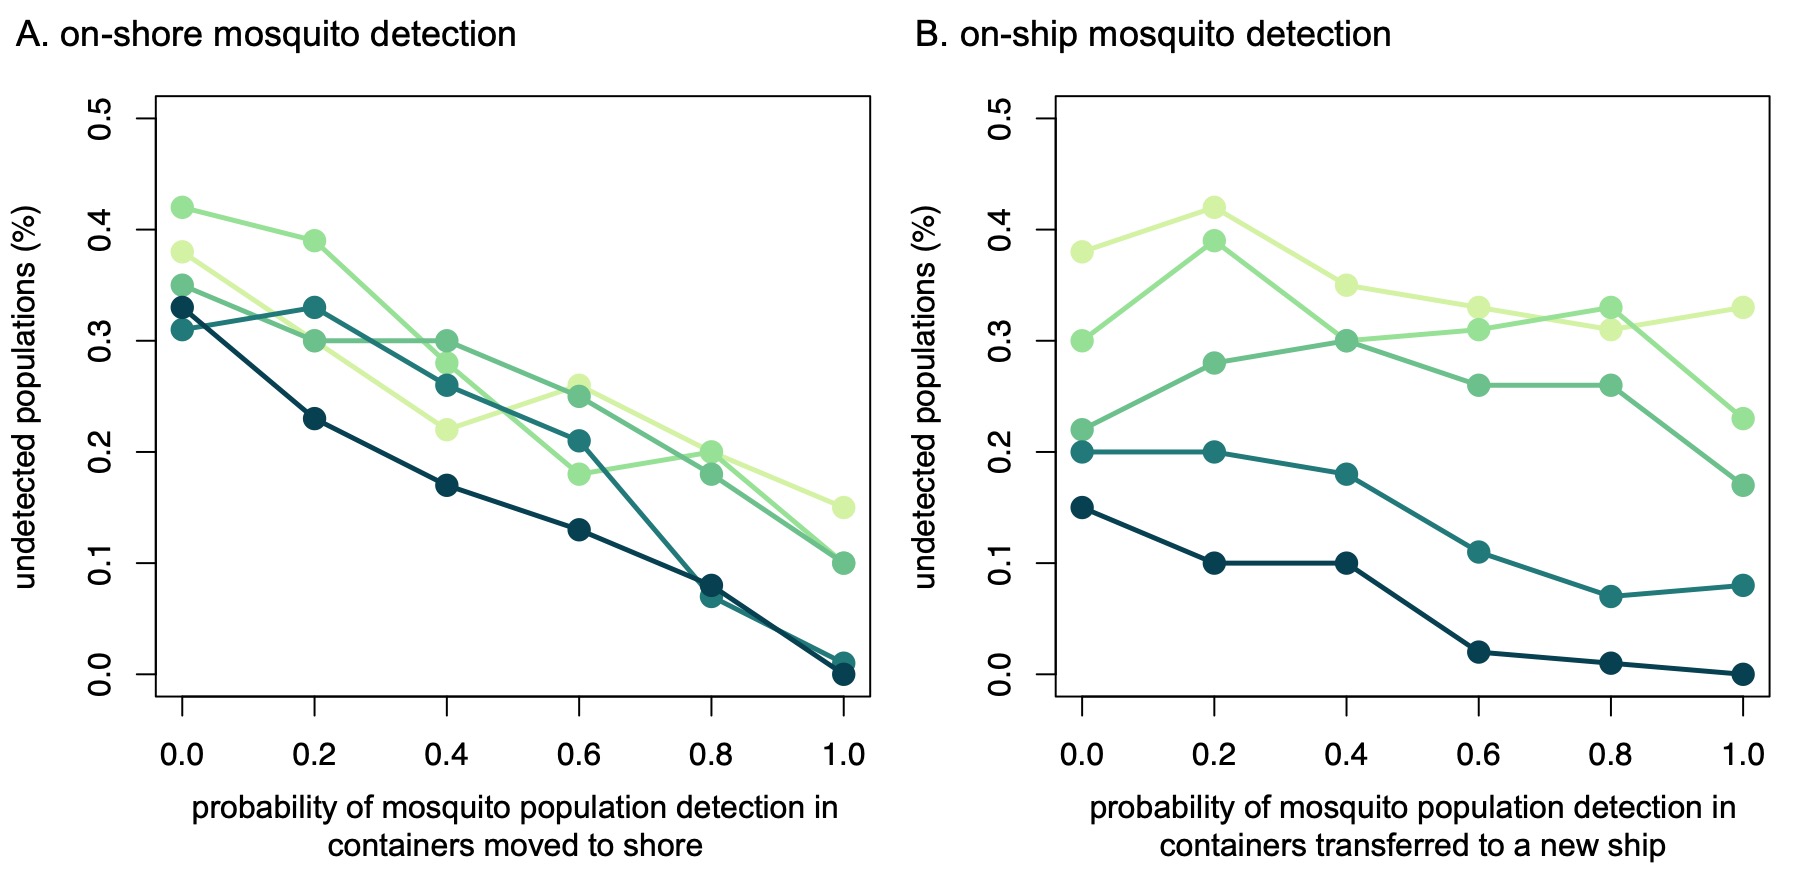 A. on-shore mosquito detection
undetected populations (%)
0.5
0.4
0.3
0.2
0.1
0.0
0.0 0.2 0.4 0.6 0.8 1.0
probability of mosquito population detection in
containers moved to shore
B. on-ship mosquito detection
undetected populations (%)
0.5
0.4
0.3
0.2
0.1
0.0
0.0 0.2 0.4 0.6 0.8 1.0
probability of mosquito population detection in
containers transferred to a new ship